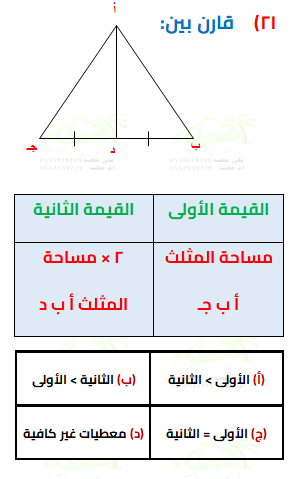 ٢١) قارن بين:
أ
جـ د ب
القيمة الأولى القيمة الثانية
مساحة المثلث ٢ × مساحة
أ ب جـ المثلث أ ب د
(أ) الأولى > الثانية (ب) الثانية > الأولى
(ج) الأولى = الثانية (د) معطيات غير كافية